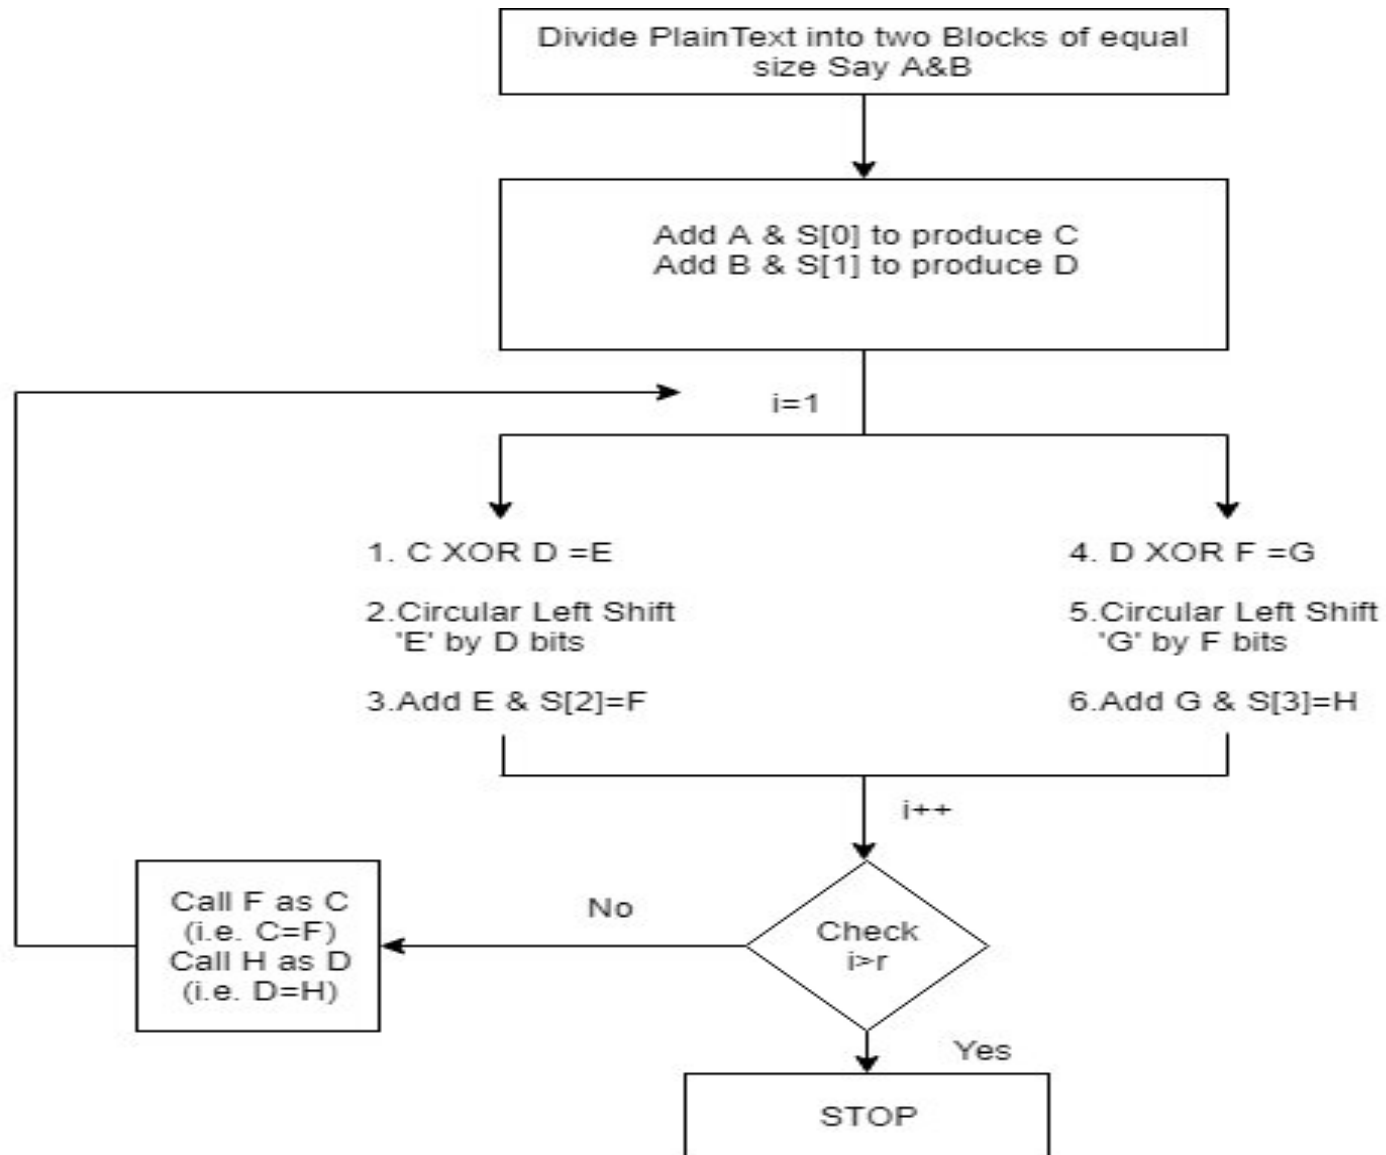 Divide PlainText into two Blocks of equal
size Say A&B
Add A & S[0] to produce C
Add B & S[1] to produce D
i=1
1. C XOR D =E
2.Circular Left Shift
'E' by D bits
3.Add E & S[2]=F
4. D XOR F =G
5.Circular Left Shift
'G' by F bits
6.Add G & S[3]=H
i++
Check
i>r
No
Call F as C
(i.e. C=F)
Call H as D
(i.e. D=H)
Yes
STOP